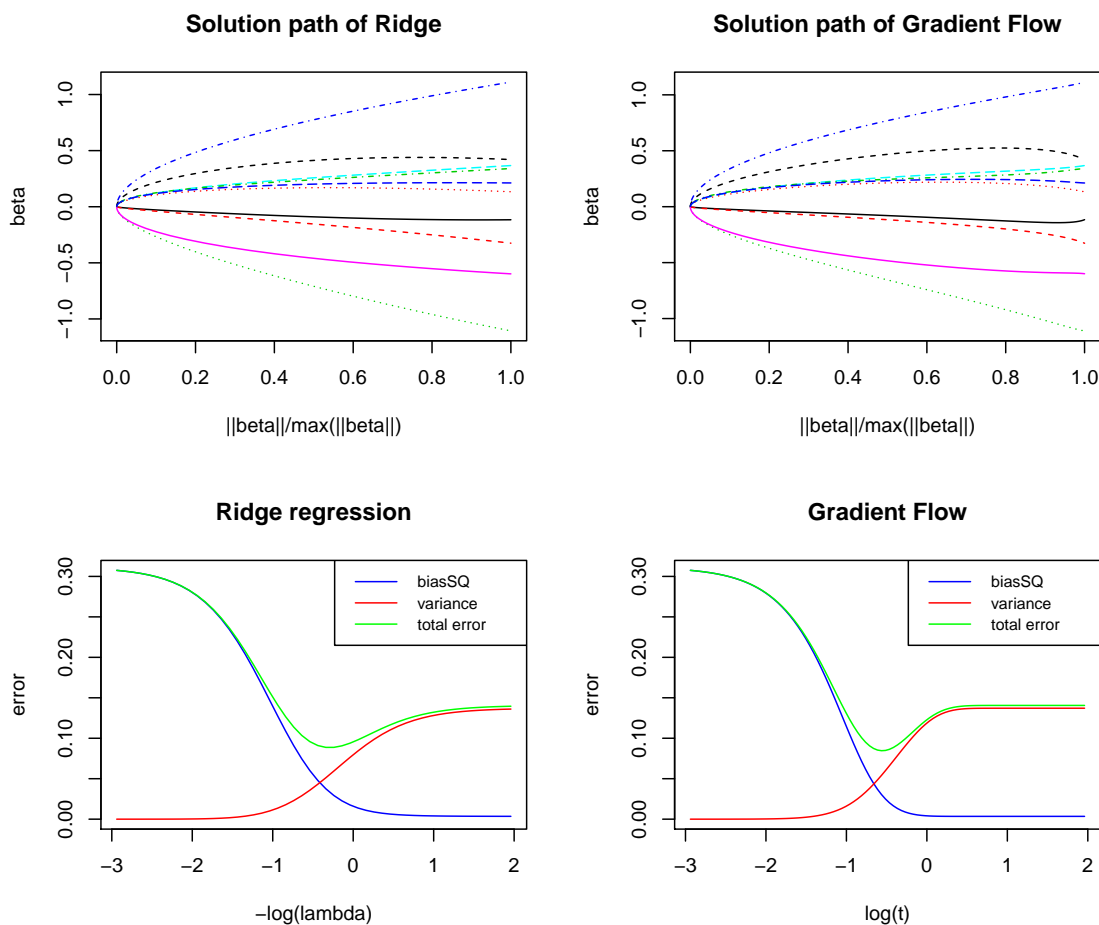 Solution path of Ridge
beta
1.0
0.5
0.0
−0.5
−1.0
0.0 0.2 0.4 0.6 0.8 1.0
||beta||/max(||beta||)
Solution path of Gradient Flow
beta
1.0
0.5
0.0
−0.5
−1.0
0.0 0.2 0.4 0.6 0.8 1.0
||beta||/max(||beta||)
Ridge regression
error
0.30
0.20
0.10
0.00
biasSQ
variance
total error
−3 −2 −1 0 1 2
−log(lambda)
Gradient Flow
error
0.30
0.20
0.10
0.00
biasSQ
variance
total error
−3 −2 −1 0 1 2
log(t)